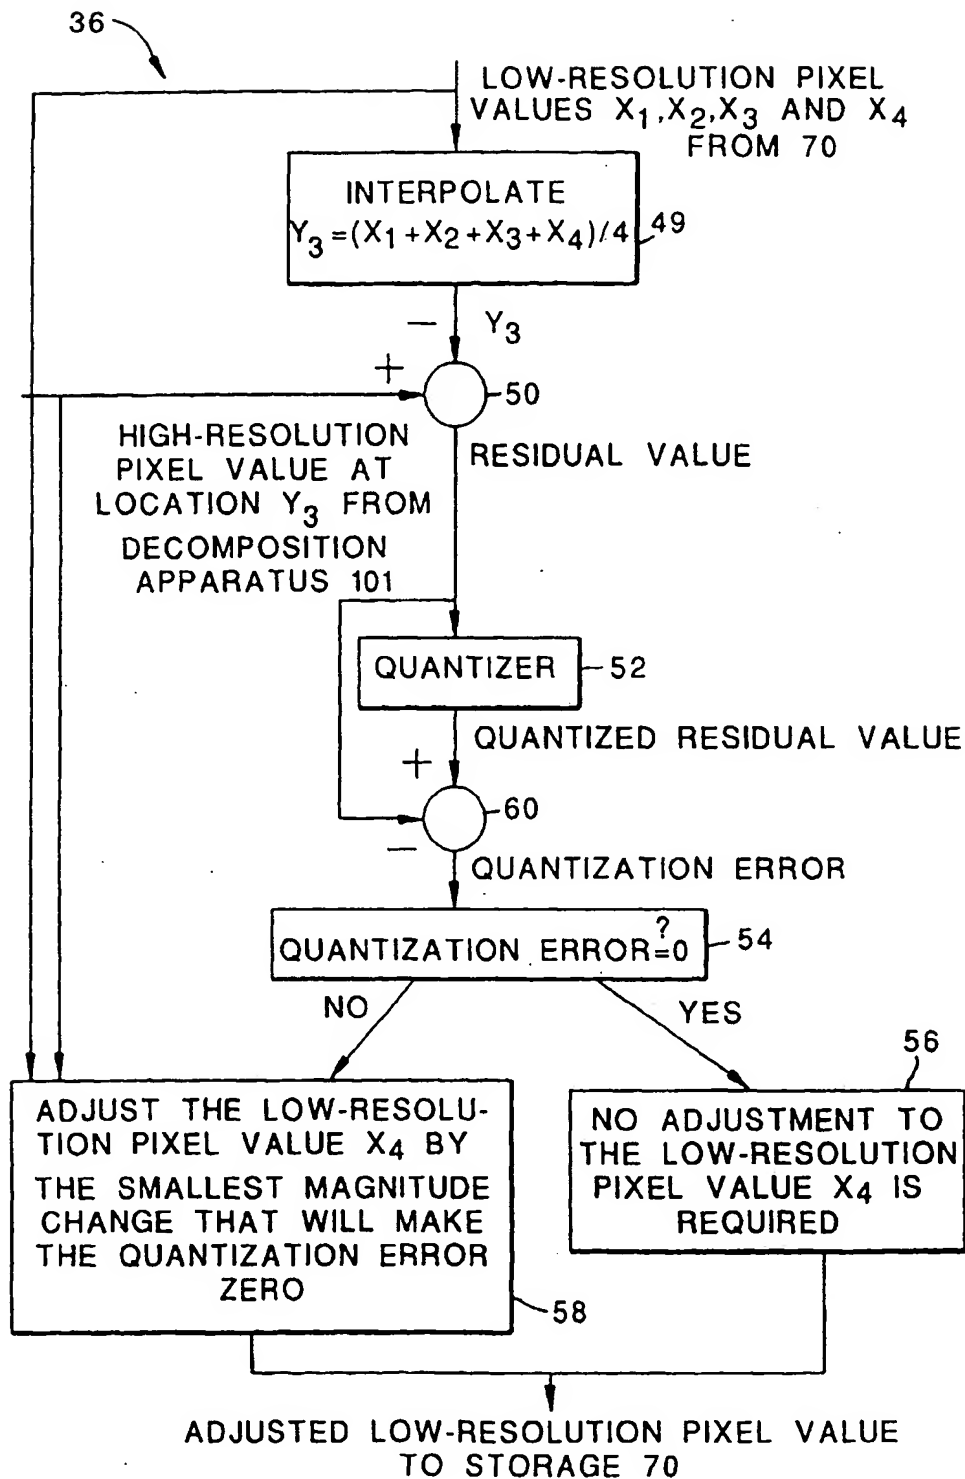 36
LOW-RESOLUTION PIXEL
VALUES X1,X2,X3 AND X4
FROM 70
INTERPOLATE
Y3=(X1+X2+X3+X4)/4
49
− Y3
+
50
HIGH-RESOLUTION
PIXEL VALUE AT
LOCATION Y3 FROM
DECOMPOSITION
APPARATUS 101
RESIDUAL VALUE
QUANTIZER
52
QUANTIZED RESIDUAL VALUE
+
60
−
QUANTIZATION ERROR
QUANTIZATION ERROR=?0
54
NO
YES
56
ADJUST THE LOW-RESOLU-
TION PIXEL VALUE X4 BY
THE SMALLEST MAGNITUDE
CHANGE THAT WILL MAKE
THE QUANTIZATION ERROR
ZERO
58
NO ADJUSTMENT TO
THE LOW-RESOLUTION
PIXEL VALUE X4 IS
REQUIRED
ADJUSTED LOW-RESOLUTION PIXEL VALUE
TO STORAGE 70